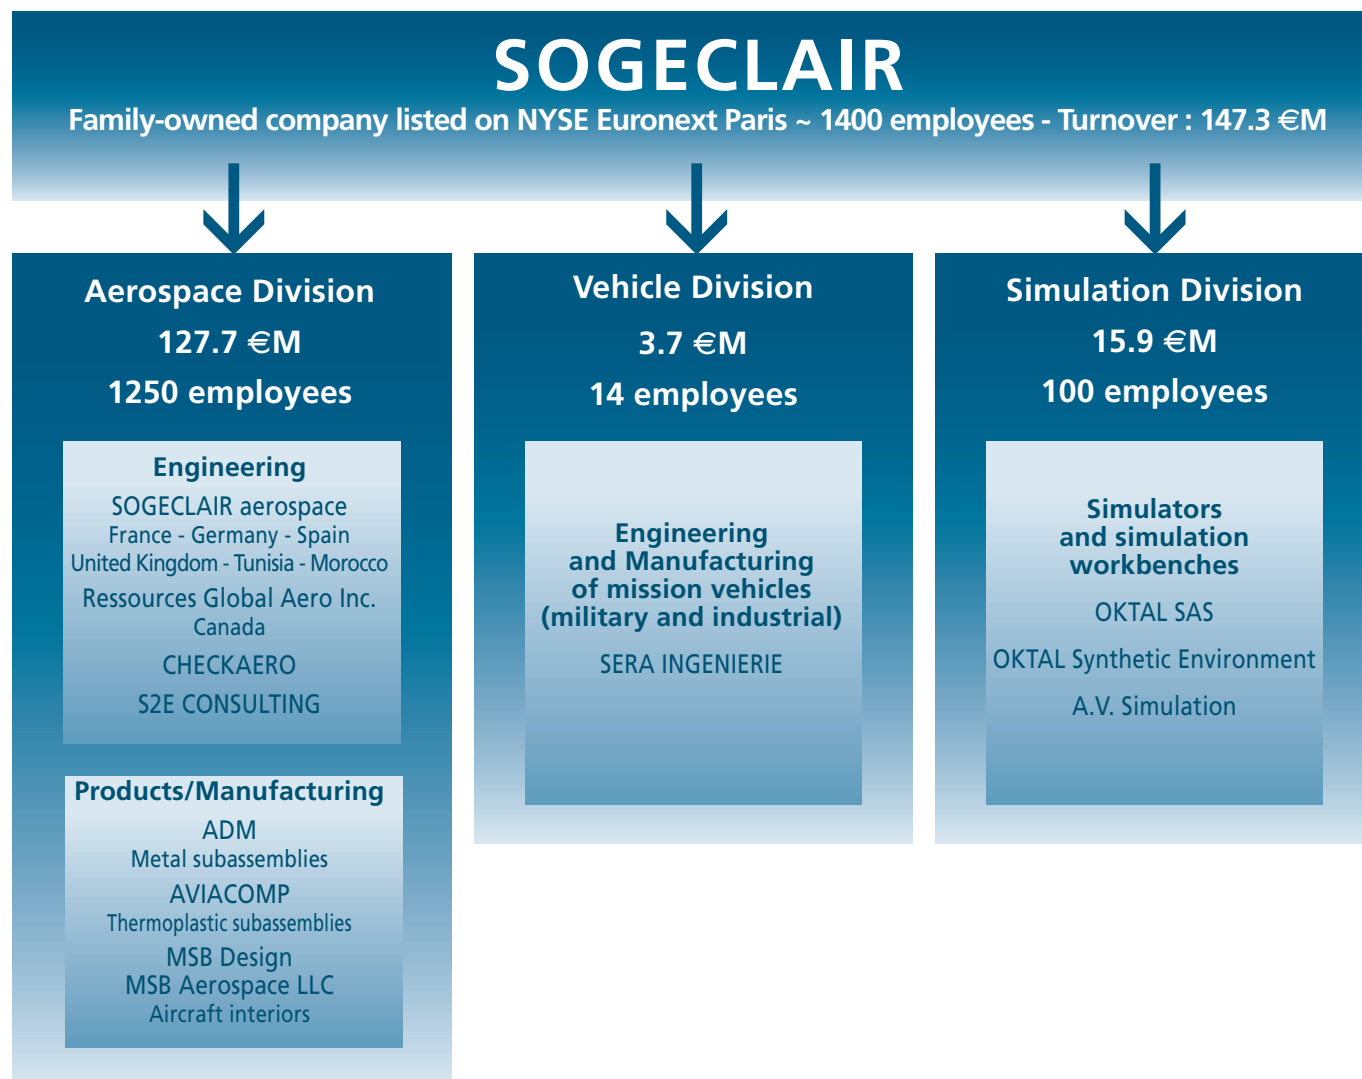 SOGECLAIR
Family-owned company listed on NYSE Euronext Paris ~ 1400 employees - Turnover : 147.3 €M
Aerospace Division
127.7 €M
1250 employees
Engineering
SOGECLAIR aerospace
France - Germany - Spain
United Kingdom - Tunisia - Morocco
Ressources Global Aero Inc.
Canada
CHECKAERO
S2E CONSULTING
Products/Manufacturing
ADM
Metal subassemblies
AVIACOMP
Thermoplastic subassemblies
MSB Design
MSB Aerospace LLC
Aircraft interiors
Vehicle Division
3.7 €M
14 employees
Engineering
and Manufacturing
of mission vehicles
(military and industrial)
SERA INGENIERIE
Simulation Division
15.9 €M
100 employees
Simulators
and simulation
workbenches
OKTAL SAS
OKTAL Synthetic Environment
A.V. Simulation